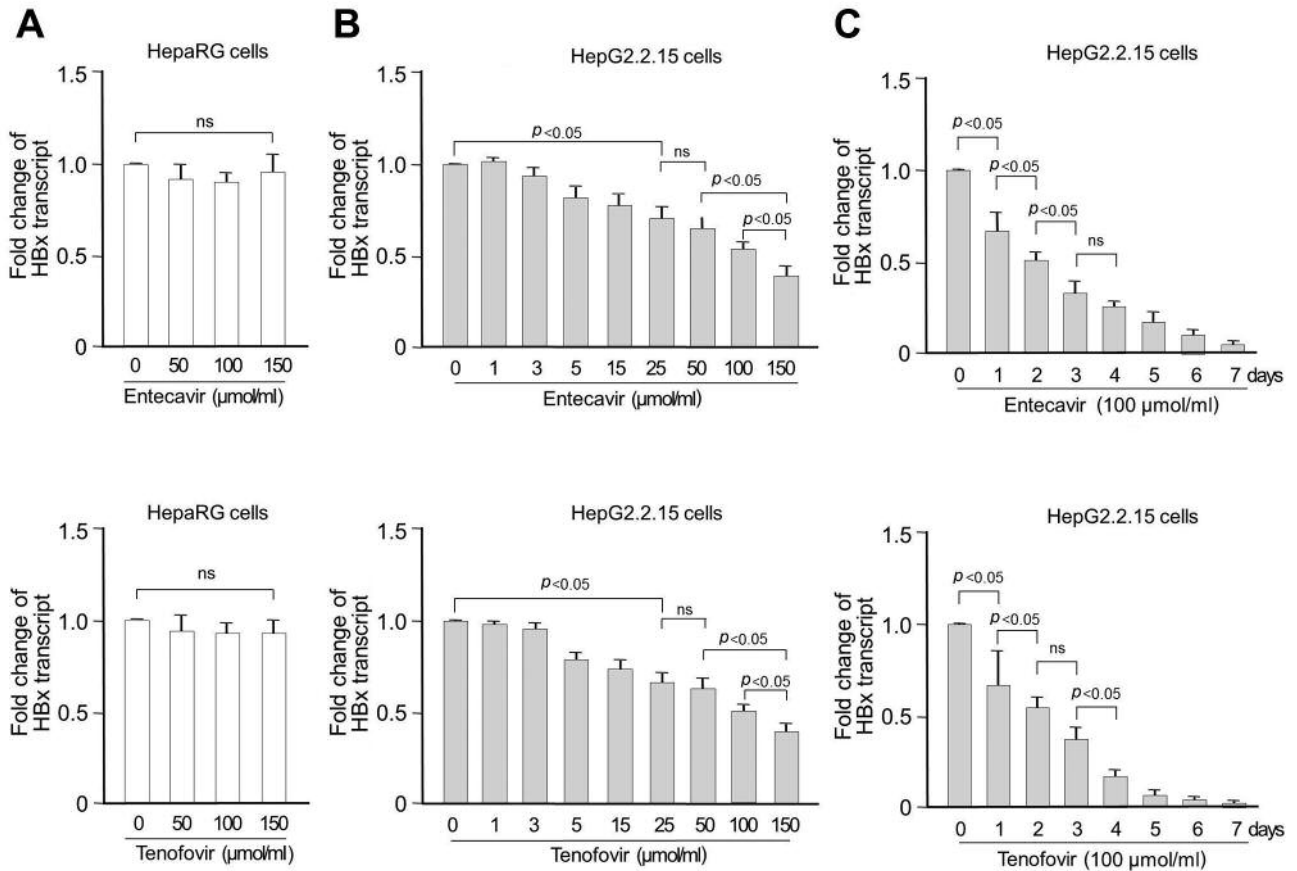 A
HepaRG cells
Fold change of
HBx transcript
1.5
1.0
0.5
0
ns
0 50 100 150
Entecavir (µmol/ml)
B
HepG2.2.15 cells
Fold change of
HBx transcript
1.5
1.0
0.5
0
p<0.05
ns
p<0.05
p<0.05
0 1 3 5 15 25 50 100 150
Entecavir (µmol/ml)
C
HepG2.2.15 cells
Fold change of
HBx transcript
1.5
1.0
0.5
0
p<0.05
p<0.05
p<0.05
ns
0 1 2 3 4 5 6 7 days
Entecavir (100 µmol/ml)
HepaRG cells
Fold change of
HBx transcript
1.5
1.0
0.5
0
ns
0 50 100 150
Tenofovir (µmol/ml)
HepG2.2.15 cells
Fold change of
HBx transcript
1.5
1.0
0.5
0
p<0.05
ns
p<0.05
p<0.05
0 1 3 5 15 25 50 100 150
Tenofovir (µmol/ml)
HepG2.2.15 cells
Fold change of
HBx transcript
1.5
1.0
0.5
0
p<0.05
p<0.05
ns
p<0.05
0 1 2 3 4 5 6 7 days
Tenofovir (100 µmol/ml)